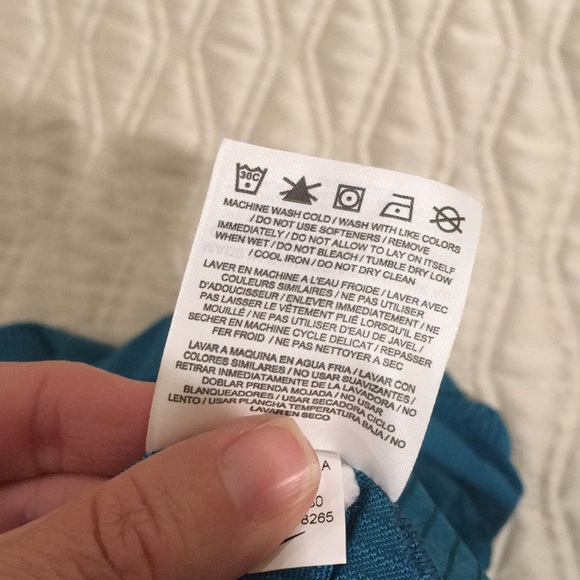 30C
MACHINE WASH COLD / WASH WITH LIKE COLORS
/ DO NOT USE SOFTENERS / REMOVE
IMMEDIATELY / DO NOT ALLOW TO LAY ON ITSELF
WHEN WET / DO NOT BLEACH / TUMBLE DRY LOW
/ COOL IRON / DO NOT DRY CLEAN
LAVER EN MACHINE A L'EAU FROIDE / LAVER AVEC
COULEURS SIMILAIRES / NE PAS UTILISER
D'ADOUCISSEUR / ENLEVER IMMEDIATEMENT /
PAS LAISSER LE VÊTEMENT PLIÉ LORSQU'IL EST
MOUILLÉ / NE PAS UTILISER D'EAU DE JAVEL /
SECHER EN MACHINE CYCLE DELICAT / REPASSER
FER FROID / NE PAS NETTOYER A SEC
LAVAR A MAQUINA EN AGUA FRIA / LAVAR CON
COLORES SIMILARES / NO USAR SUAVIZANTES /
RETIRAR INMEDIATAMENTE DE LA LAVADORA / NO
DOBLAR PRENDA MOJADA / NO USAR
BLANQUEADORES / USAR SECADORA CICLO
LENTO / USAR PLANCHA TEMPERATURA BAJA / NO
LAVAR EN SECO
A
8265